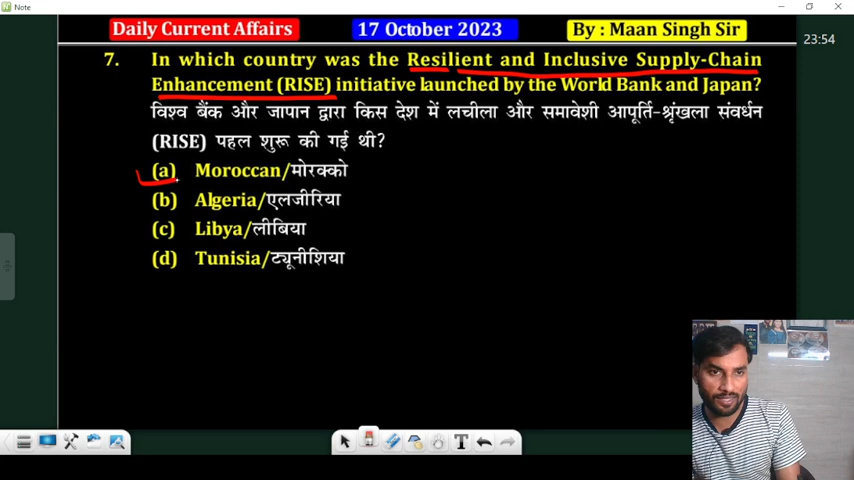 Note
23:54
Daily Current Affairs 17 October 2023 By : Maan Singh Sir
7. In which country was the Resilient and Inclusive Supply-Chain
Enhancement (RISE) initiative launched by the World Bank and Japan?
विश्व बैंक और जापान द्वारा किस देश में लचीला और समावेशी आपूर्ति-श्रृंखला संवर्धन
(RISE) पहल शुरू की गई थी?
(a) Moroccan/मोरक्को
(b) Algeria/एलजीरिया
(c) Libya/लीबिया
(d) Tunisia/ट्यूनीशिया